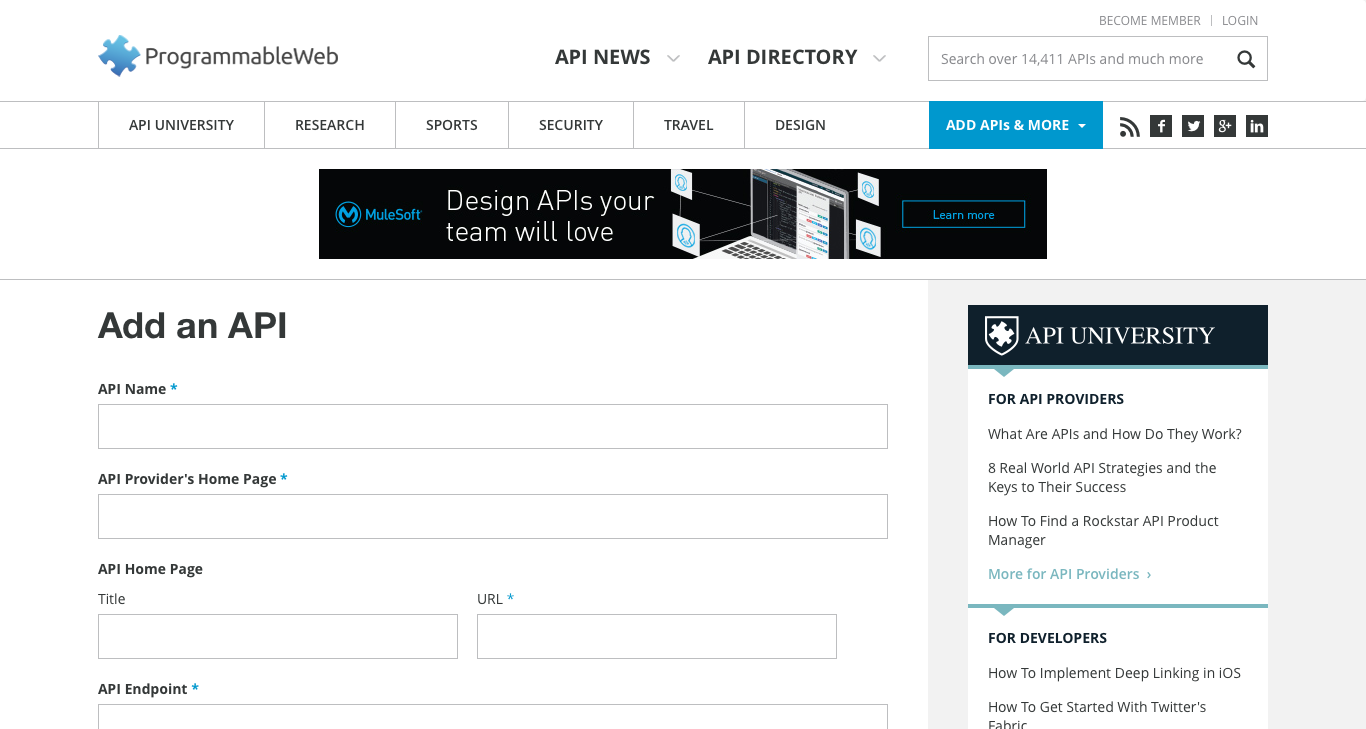 BECOME MEMBER | LOGIN
ProgrammableWeb
API NEWS
API DIRECTORY
Search over 14,411 APIs and much more
API UNIVERSITY
RESEARCH
SPORTS
SECURITY
TRAVEL
DESIGN
ADD APIs & MORE
MuleSoft
Design APIs your
team will love
Learn more
Add an API
API Name *
API Provider's Home Page *
API Home Page
Title
URL *
API Endpoint *
API UNIVERSITY
FOR API PROVIDERS
What Are APIs and How Do They Work?
8 Real World API Strategies and the
Keys to Their Success
How To Find a Rockstar API Product
Manager
More for API Providers ›
FOR DEVELOPERS
How To Implement Deep Linking in iOS
How To Get Started With Twitter's
Fabric